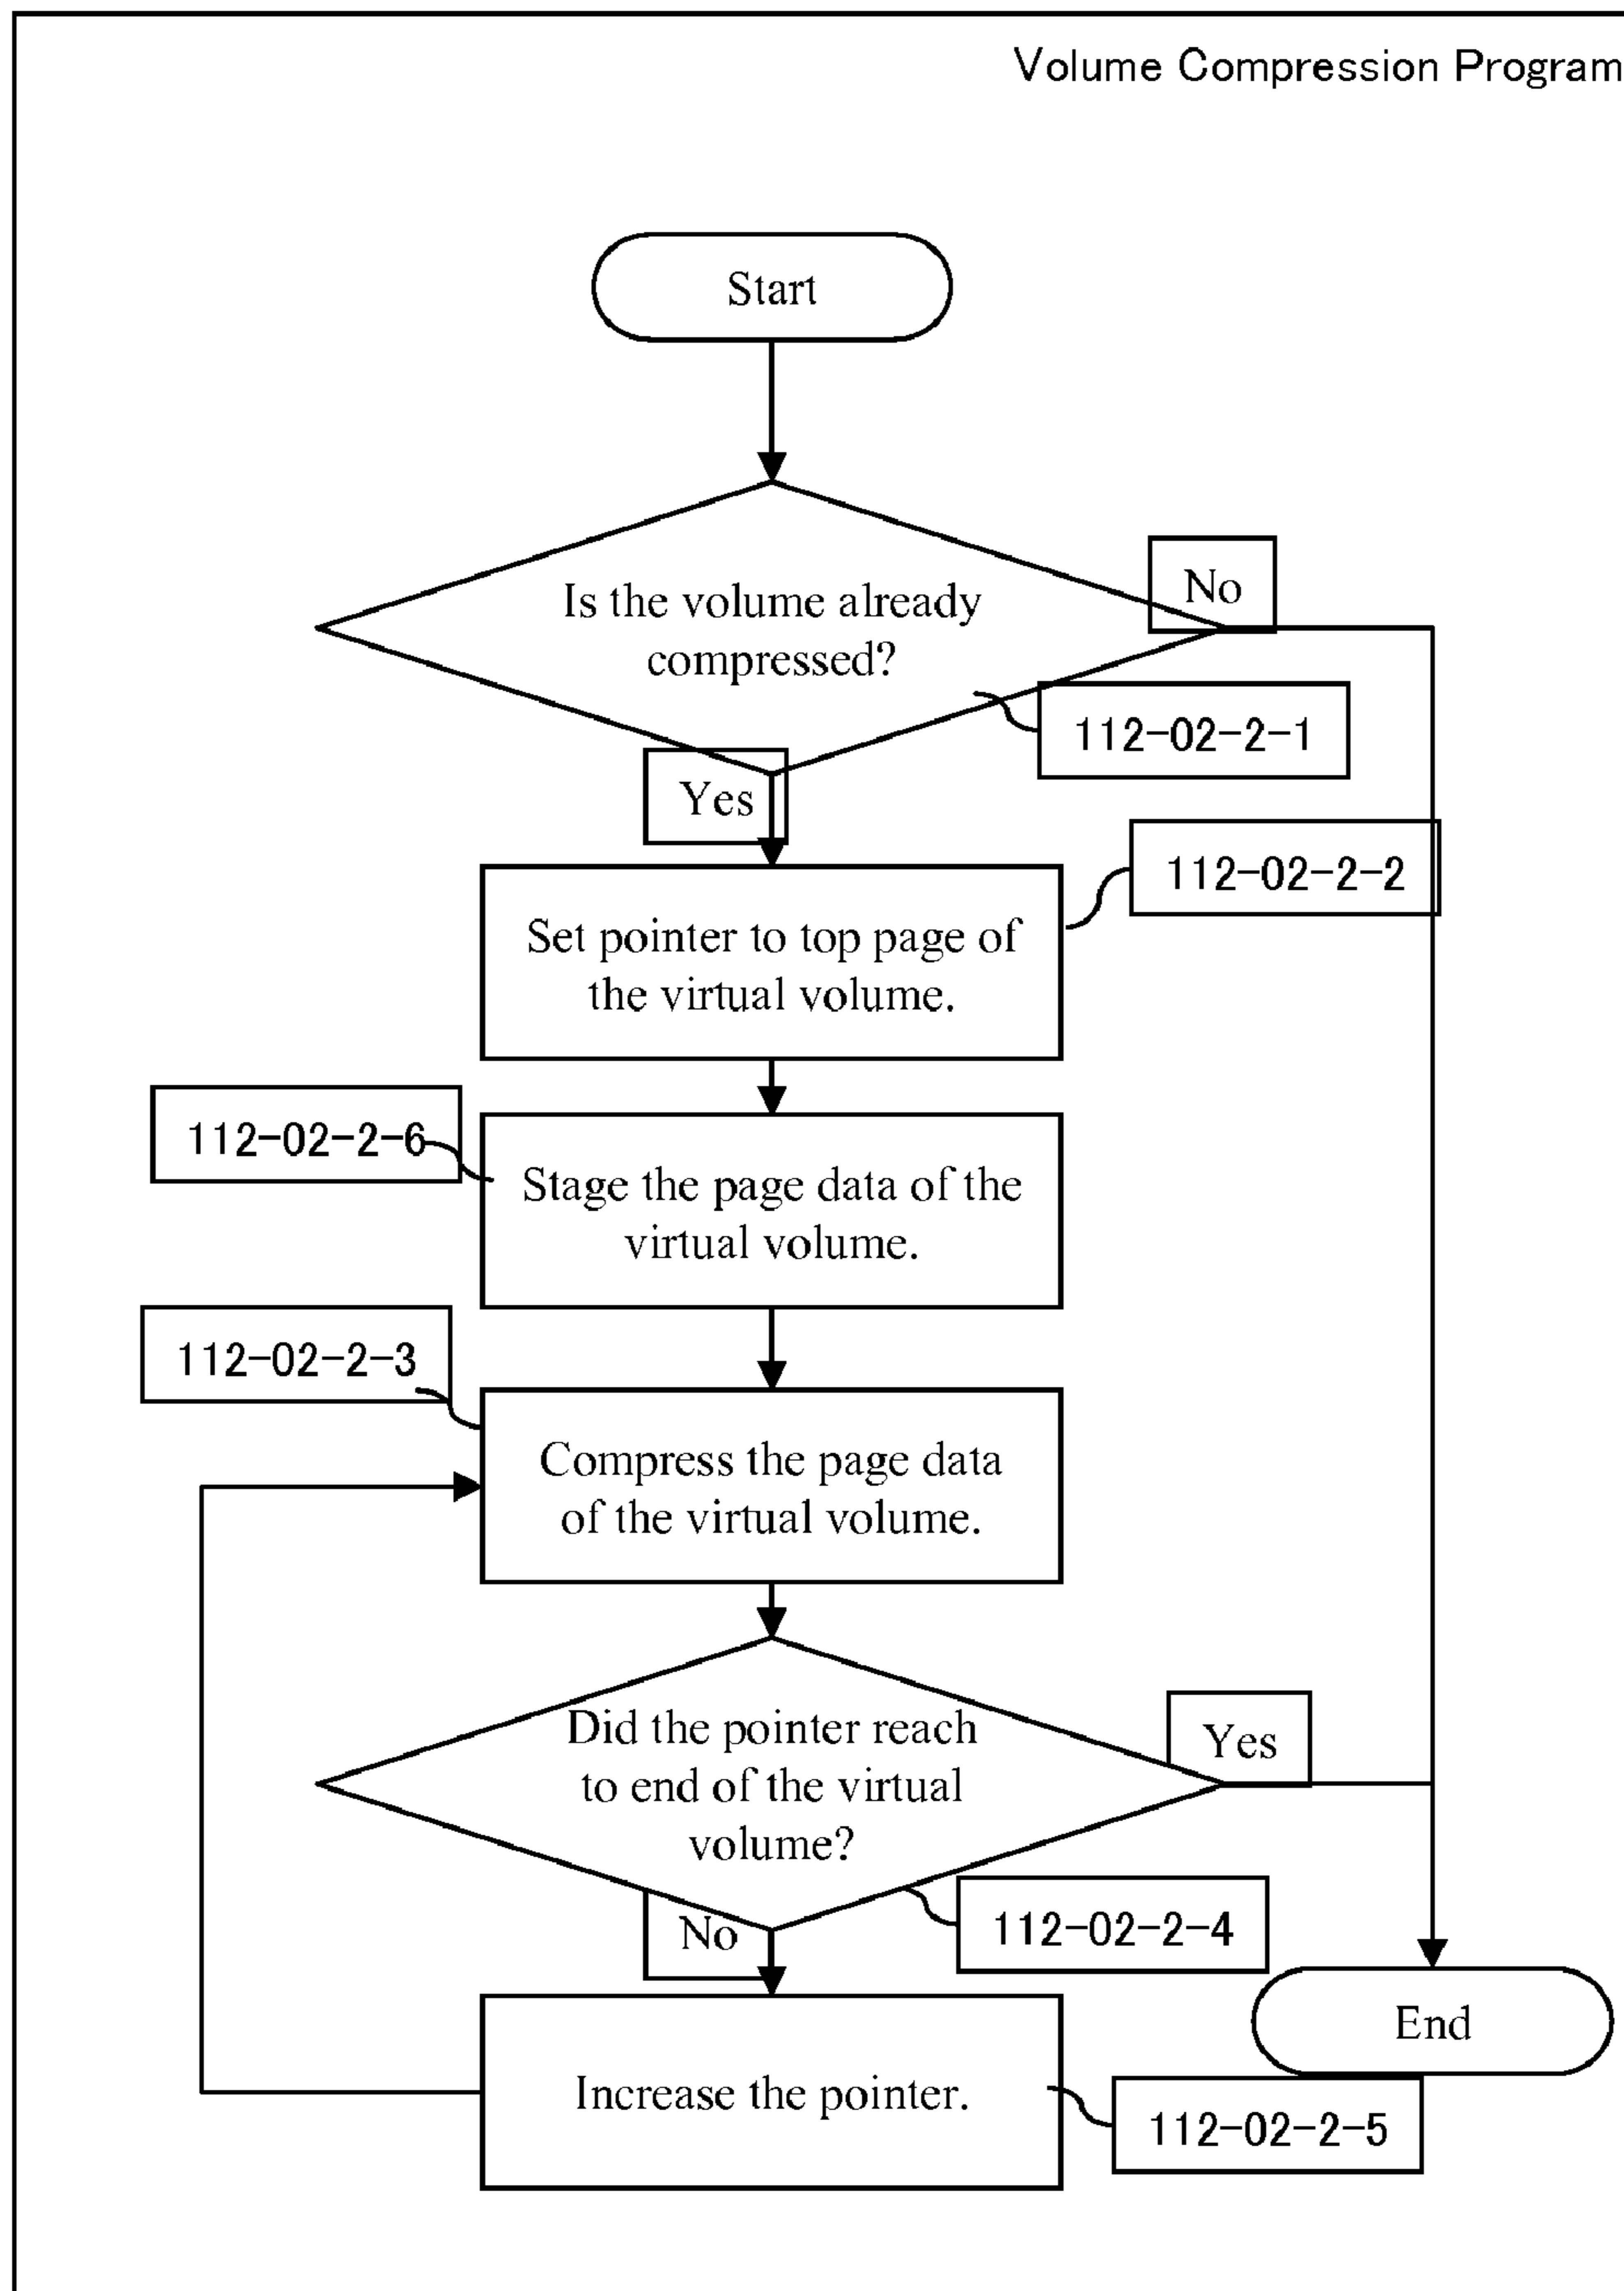 Volume Compression Program
Start
Is the volume already
compressed?
No
112-02-2-1
Yes
112-02-2-2
Set pointer to top page of
the virtual volume.
112-02-2-6
Stage the page data of the
virtual volume.
112-02-2-3
Compress the page data
of the virtual volume.
Did the pointer reach
to end of the virtual
volume?
Yes
No
112-02-2-4
End
Increase the pointer.
112-02-2-5